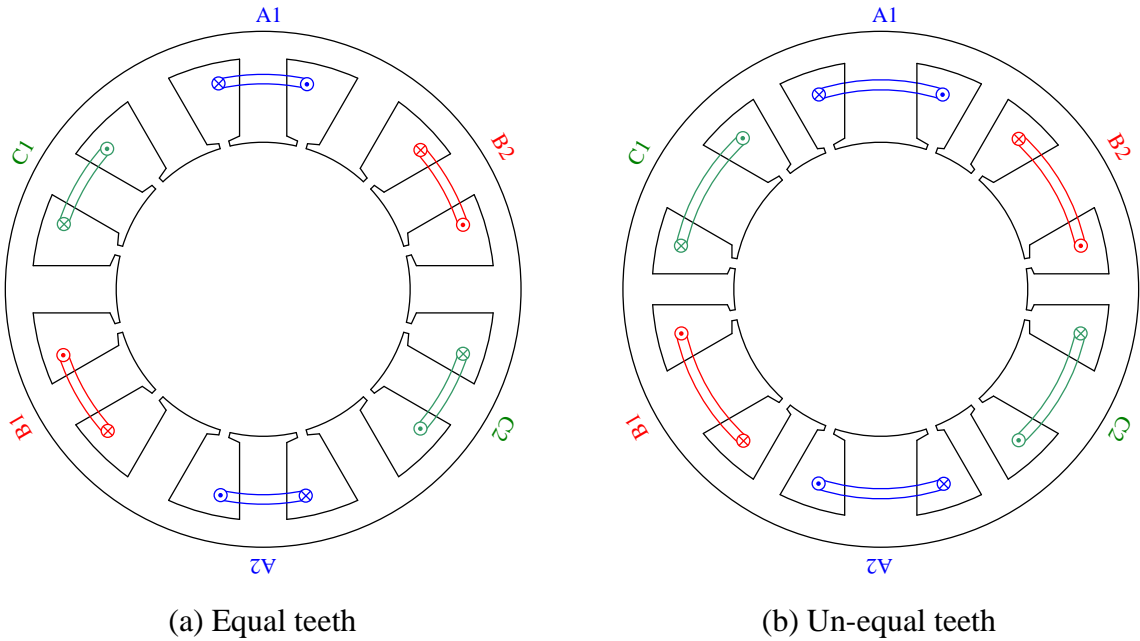 A1
C1
B2
B1
C2
A2
(a) Equal teeth
A1
C1
B2
B1
C2
A2
(b) Un-equal teeth